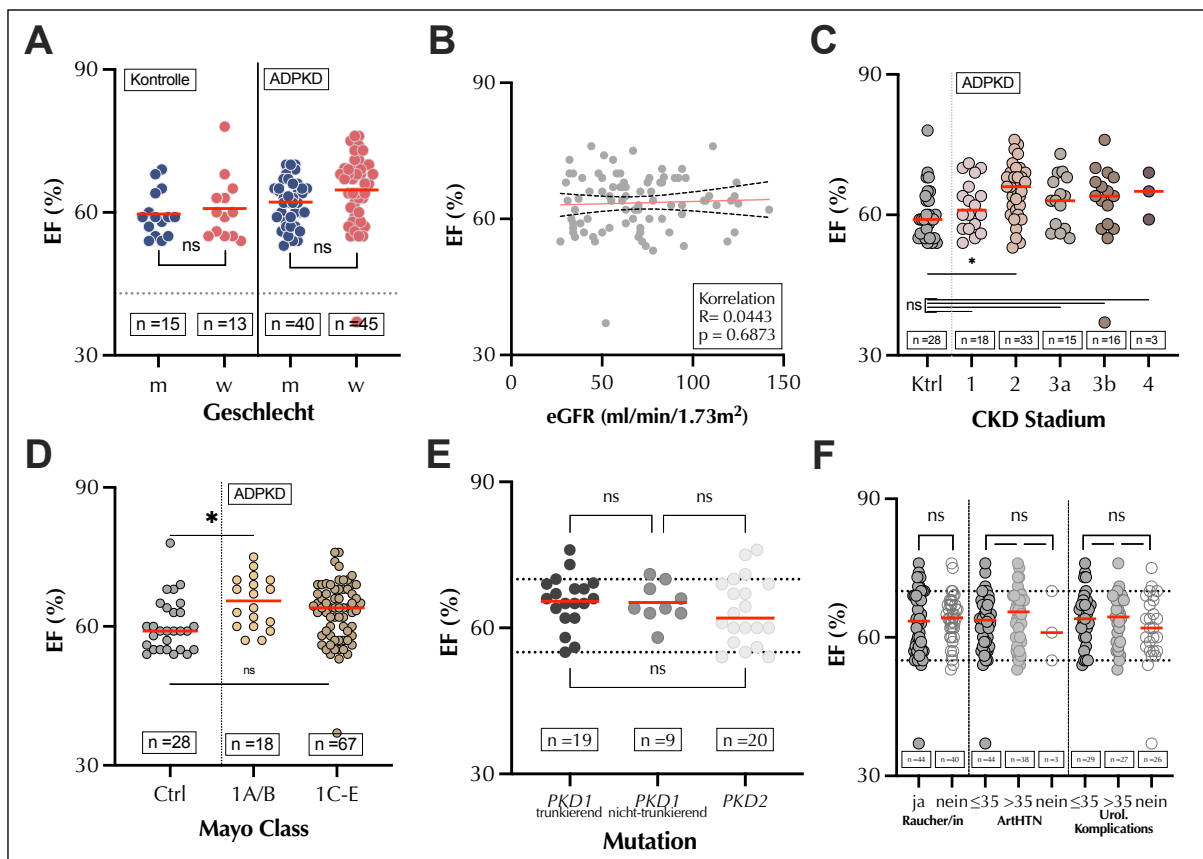 A
90
60
30
EF (%)
Kontrolle
ADPKD
ns
ns
n =15
n =13
n =40
n =45
m
w
m
w
Geschlecht
B
90
60
30
EF (%)
Korrelation
R= 0.0443
p = 0.6873
0
50
100
150
eGFR (ml/min/1.73m²)
C
ADPKD
90
60
30
EF (%)
*
ns
n =28
n =18
n =33
n =15
n =16
n =3
Ktrl
1
2
3a
3b
4
CKD Stadium
D
ADPKD
90
60
30
EF (%)
*
ns
n =28
n =18
n =67
Ctrl
1A/B
1C-E
Mayo Class
E
90
60
30
EF (%)
ns
ns
ns
n =19
n =9
n =20
PKD1
trunkierend
PKD1
nicht-trunkierend
PKD2
Mutation
F
90
60
30
EF (%)
ns
ns
ns
n =44
n =40
n =44
n =38
n =3
n =29
n =27
n =26
ja
nein
≤35
>35
nein
≤35
>35
nein
Raucher/in
ArtHTN
Urol.
Komplications